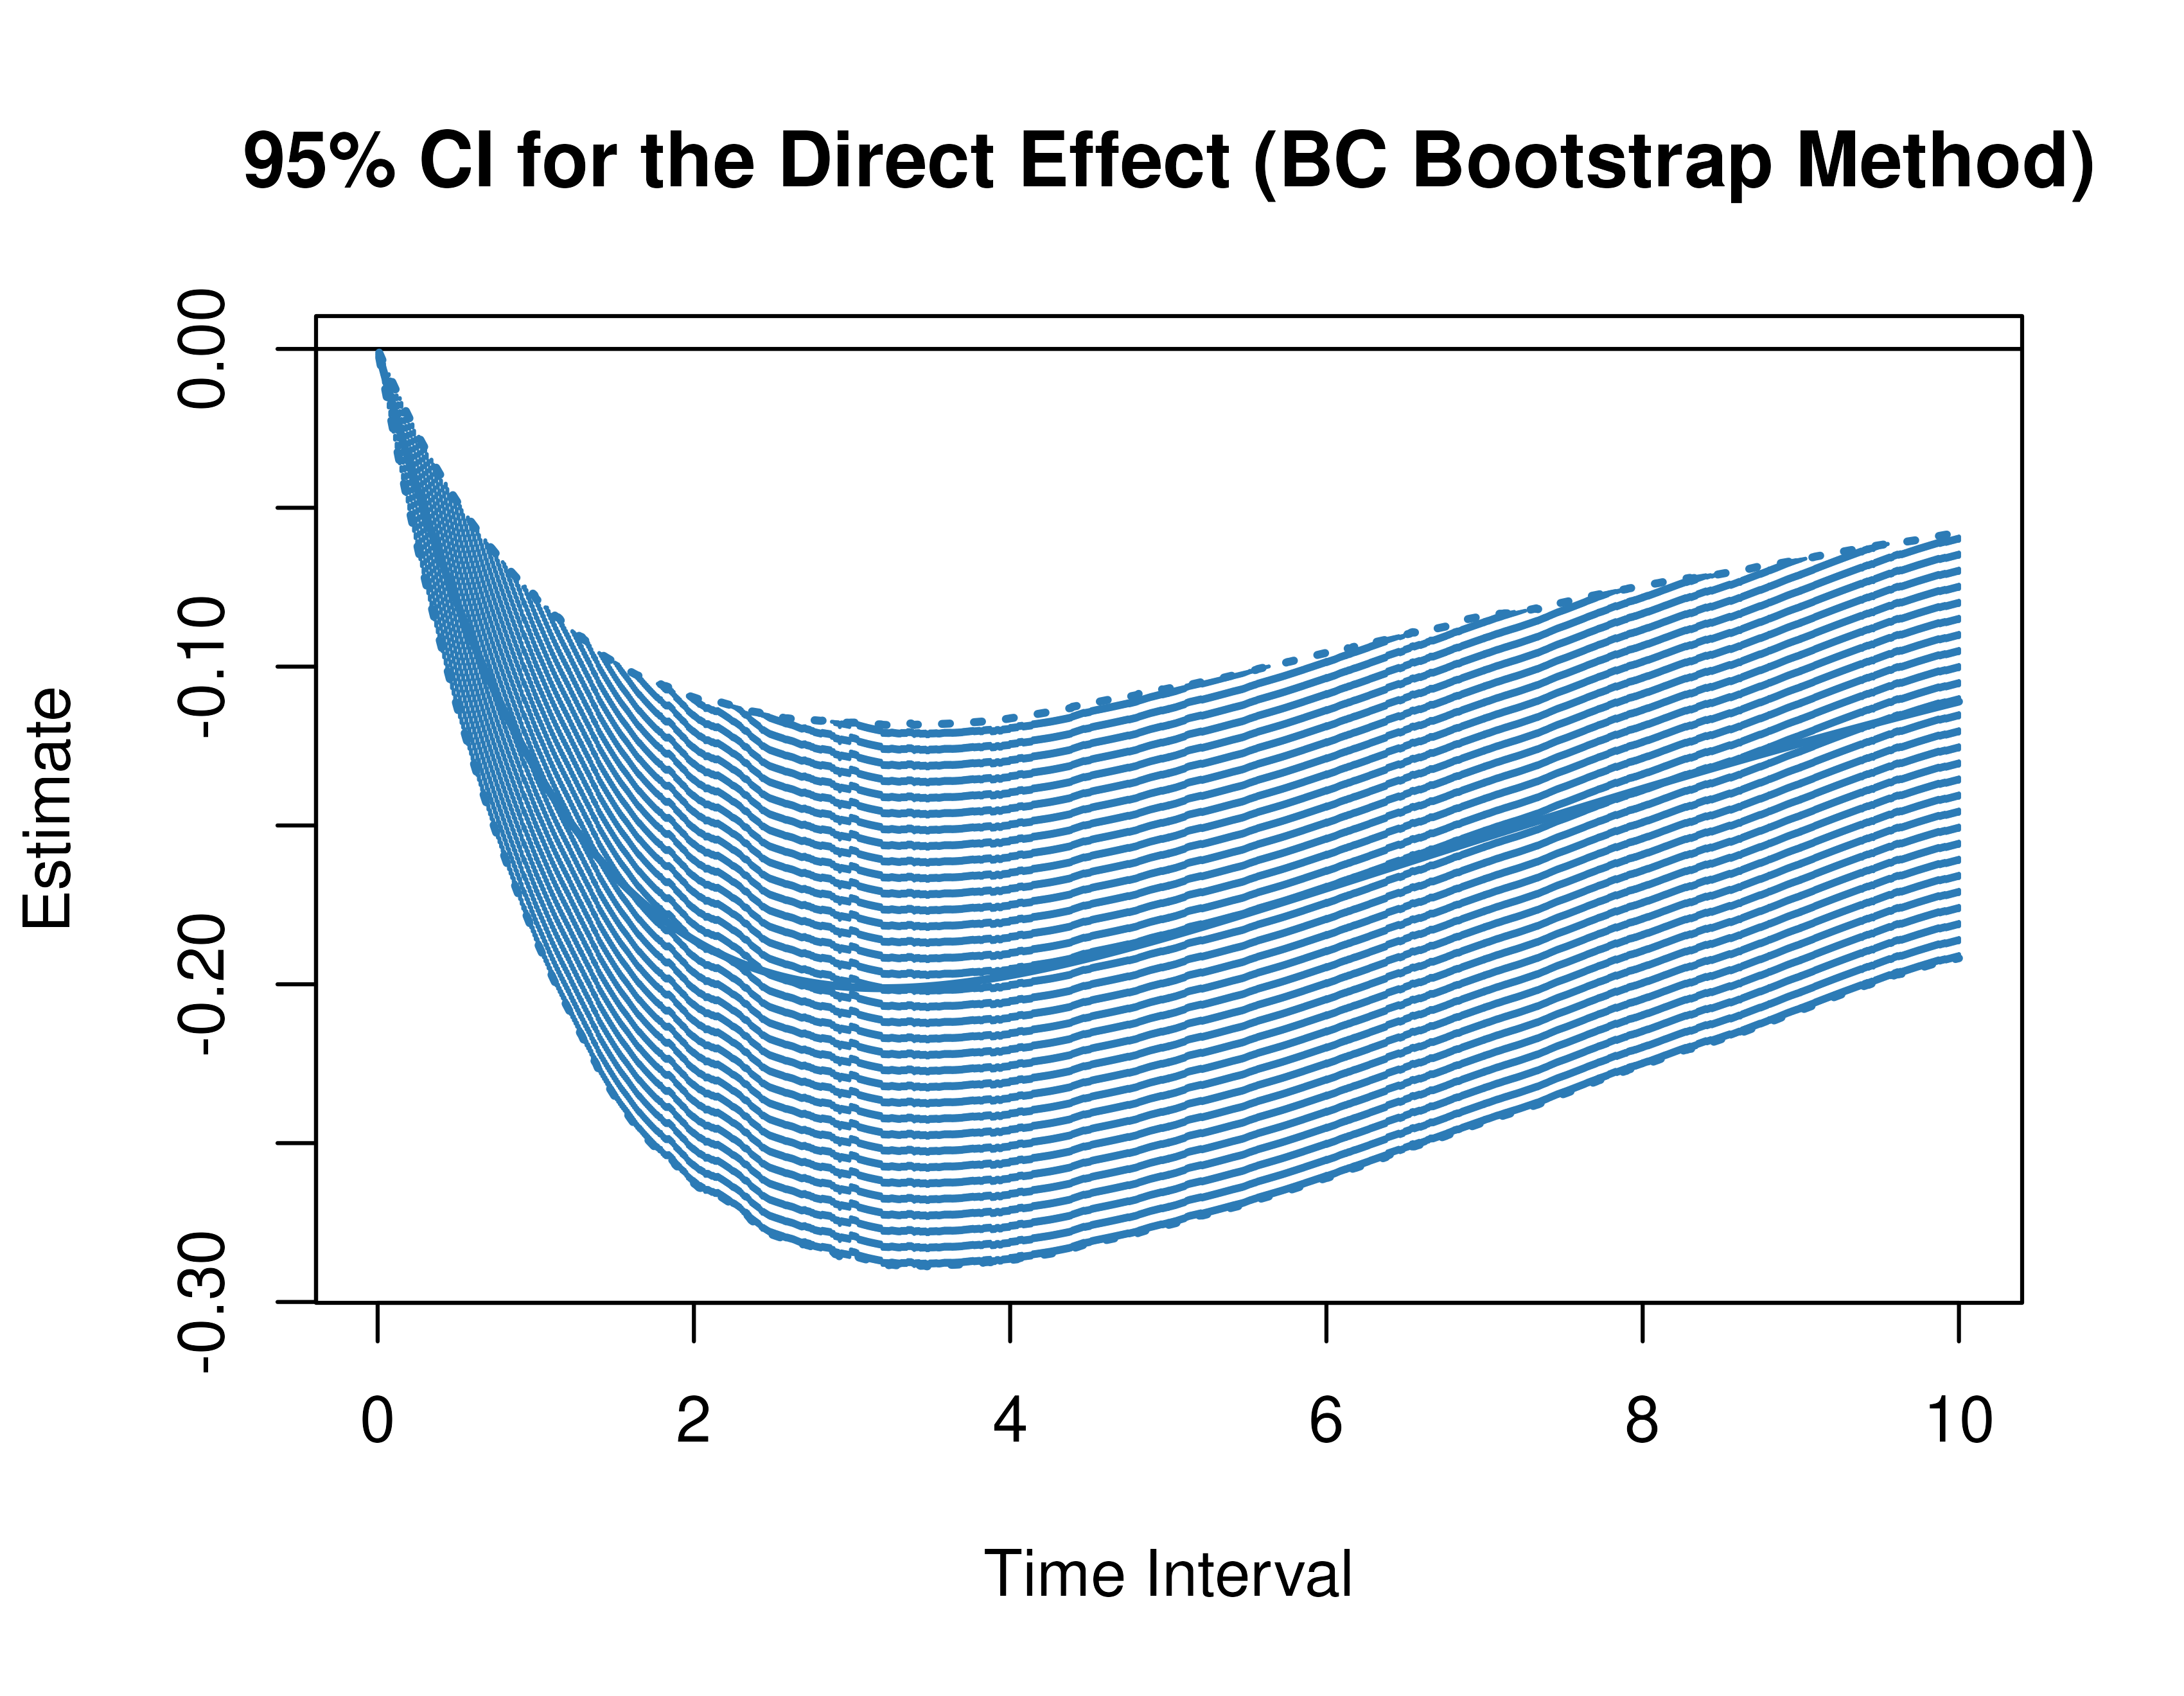 95% CI for the Direct Effect (BC Bootstrap Method)
0.00
-0.10
-0.20
-0.30
Estimate
0 2 4 6 8 10
Time Interval